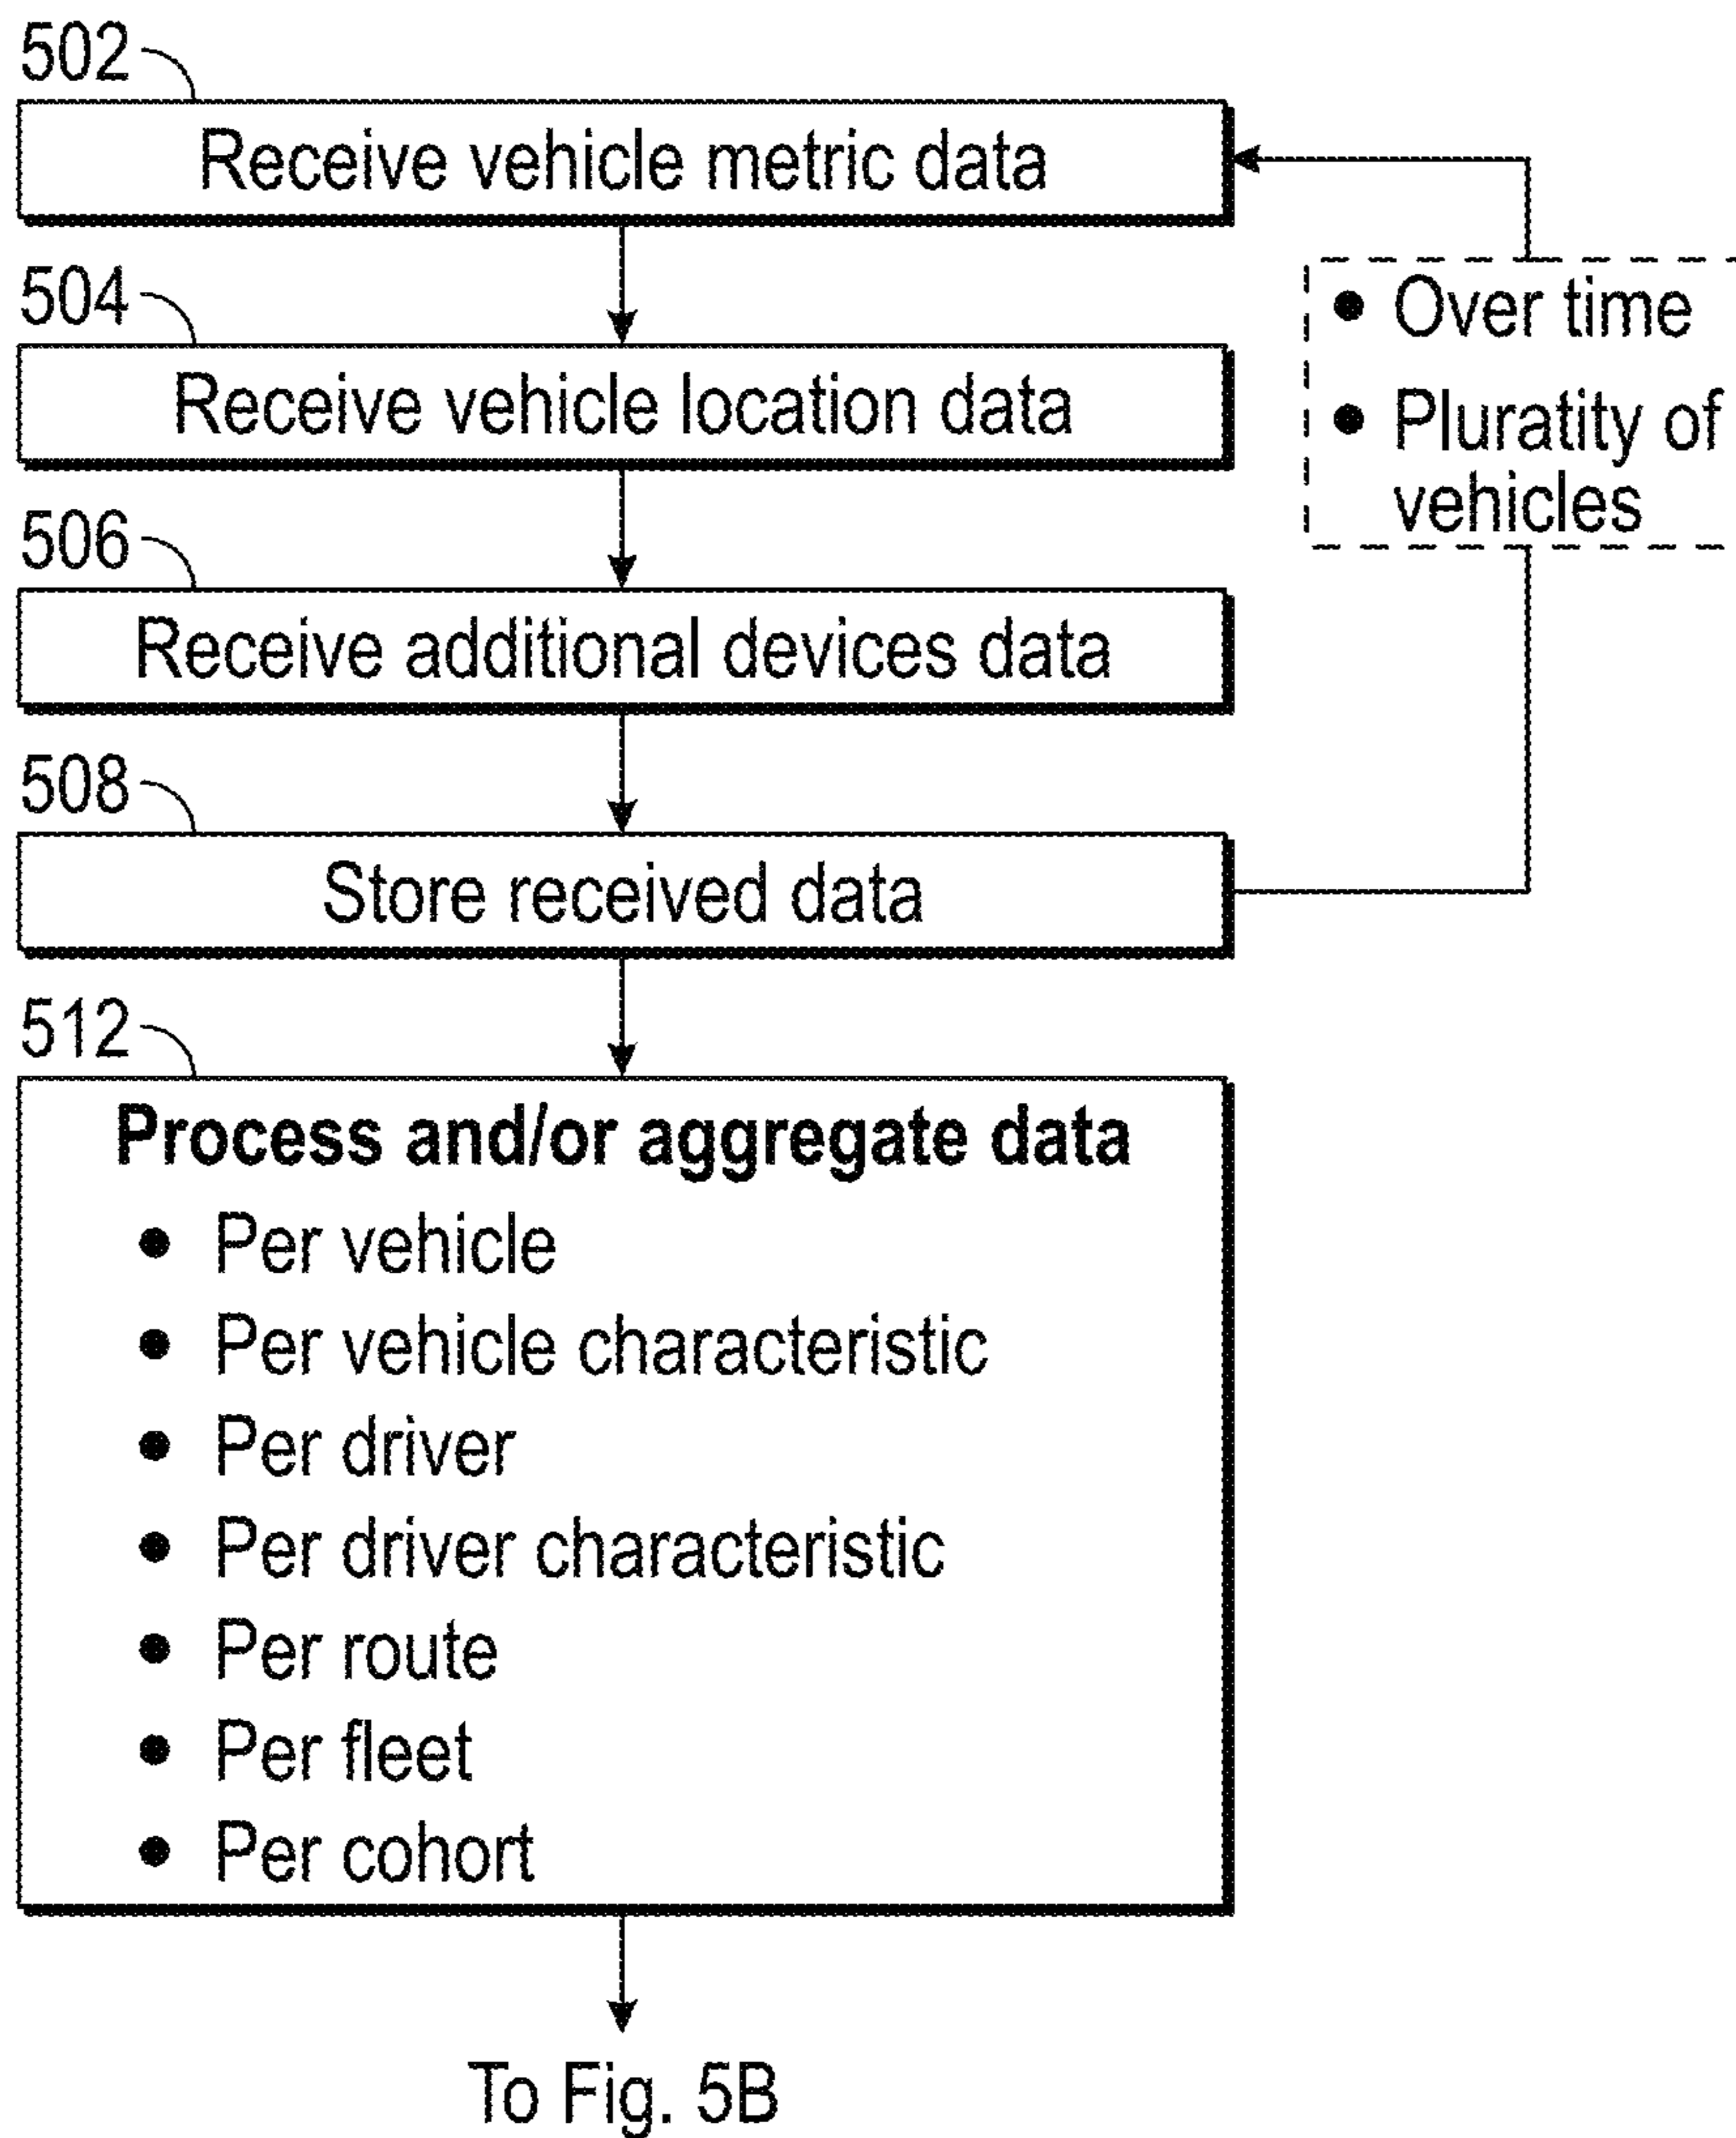 502
Receive vehicle metric data
504
Receive vehicle location data
• Over time
• Pluratity of
vehicles
506
Receive additional devices data
508
Store received data
512
Process and/or aggregate data
• Per vehicle
• Per vehicle characteristic
• Per driver
• Per driver characteristic
• Per route
• Per fleet
• Per cohort
To Fig. 5B